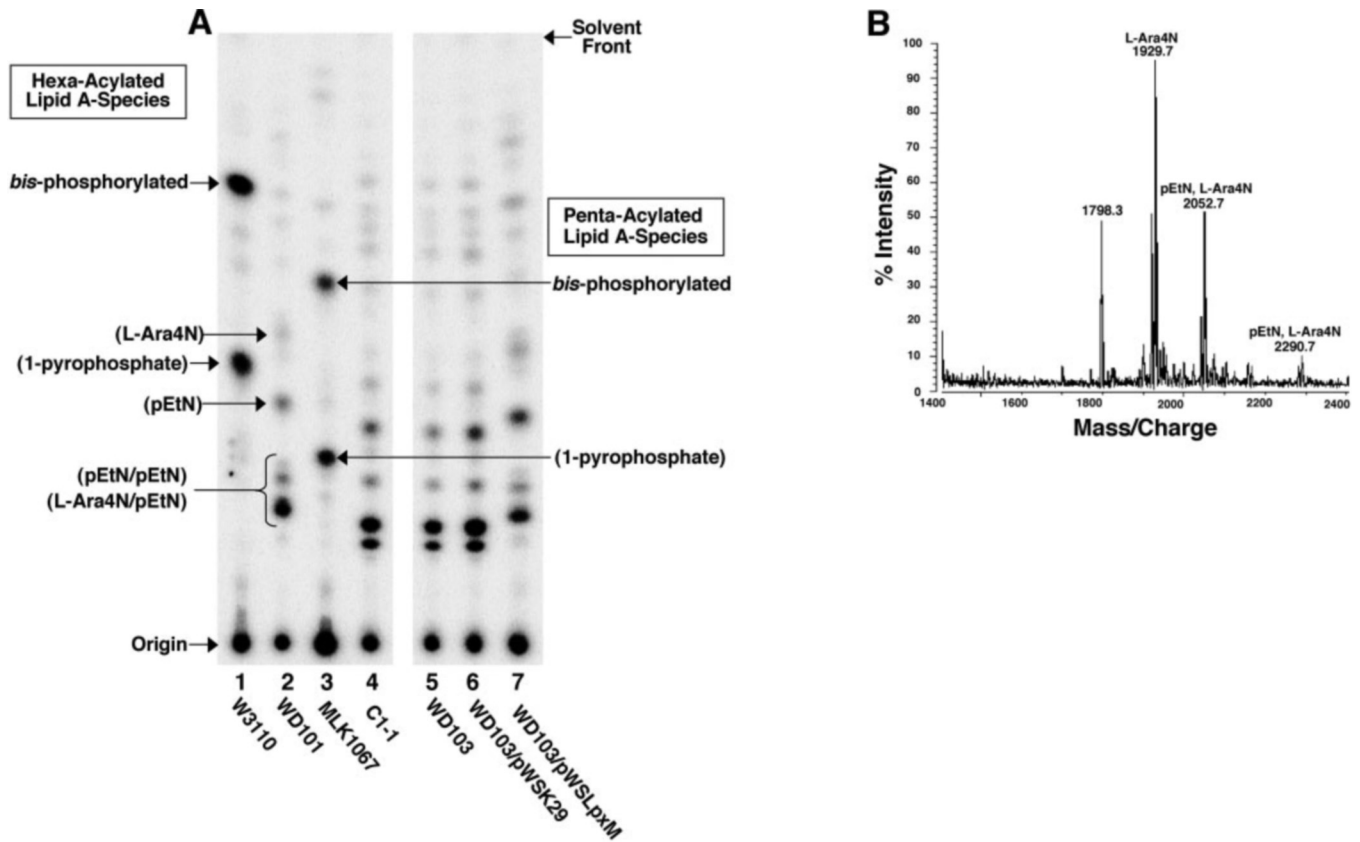 A
Solvent
Front
Hexa-Acylated
Lipid A-Species
bis-phosphorylated
Penta-Acylated
Lipid A-Species
bis-phosphorylated
(L-Ara4N)
(1-pyrophosphate)
(pEtN)
(1-pyrophosphate)
(pEtN/pEtN)
(L-Ara4N/pEtN)
Origin
1 2 3 4 5 6 7
W3110
WD101
MLK1067
C1-1
WD103
WD103/pWSK29
WD103/pWSLpxM
B
L-Ara4N
1929.7
pEtN, L-Ara4N
2052.7
1798.3
pEtN, L-Ara4N
2290.7
% Intensity
100
90
80
70
60
50
40
30
20
10
0
1400 1600 1800 2000 2200 2400
Mass/Charge